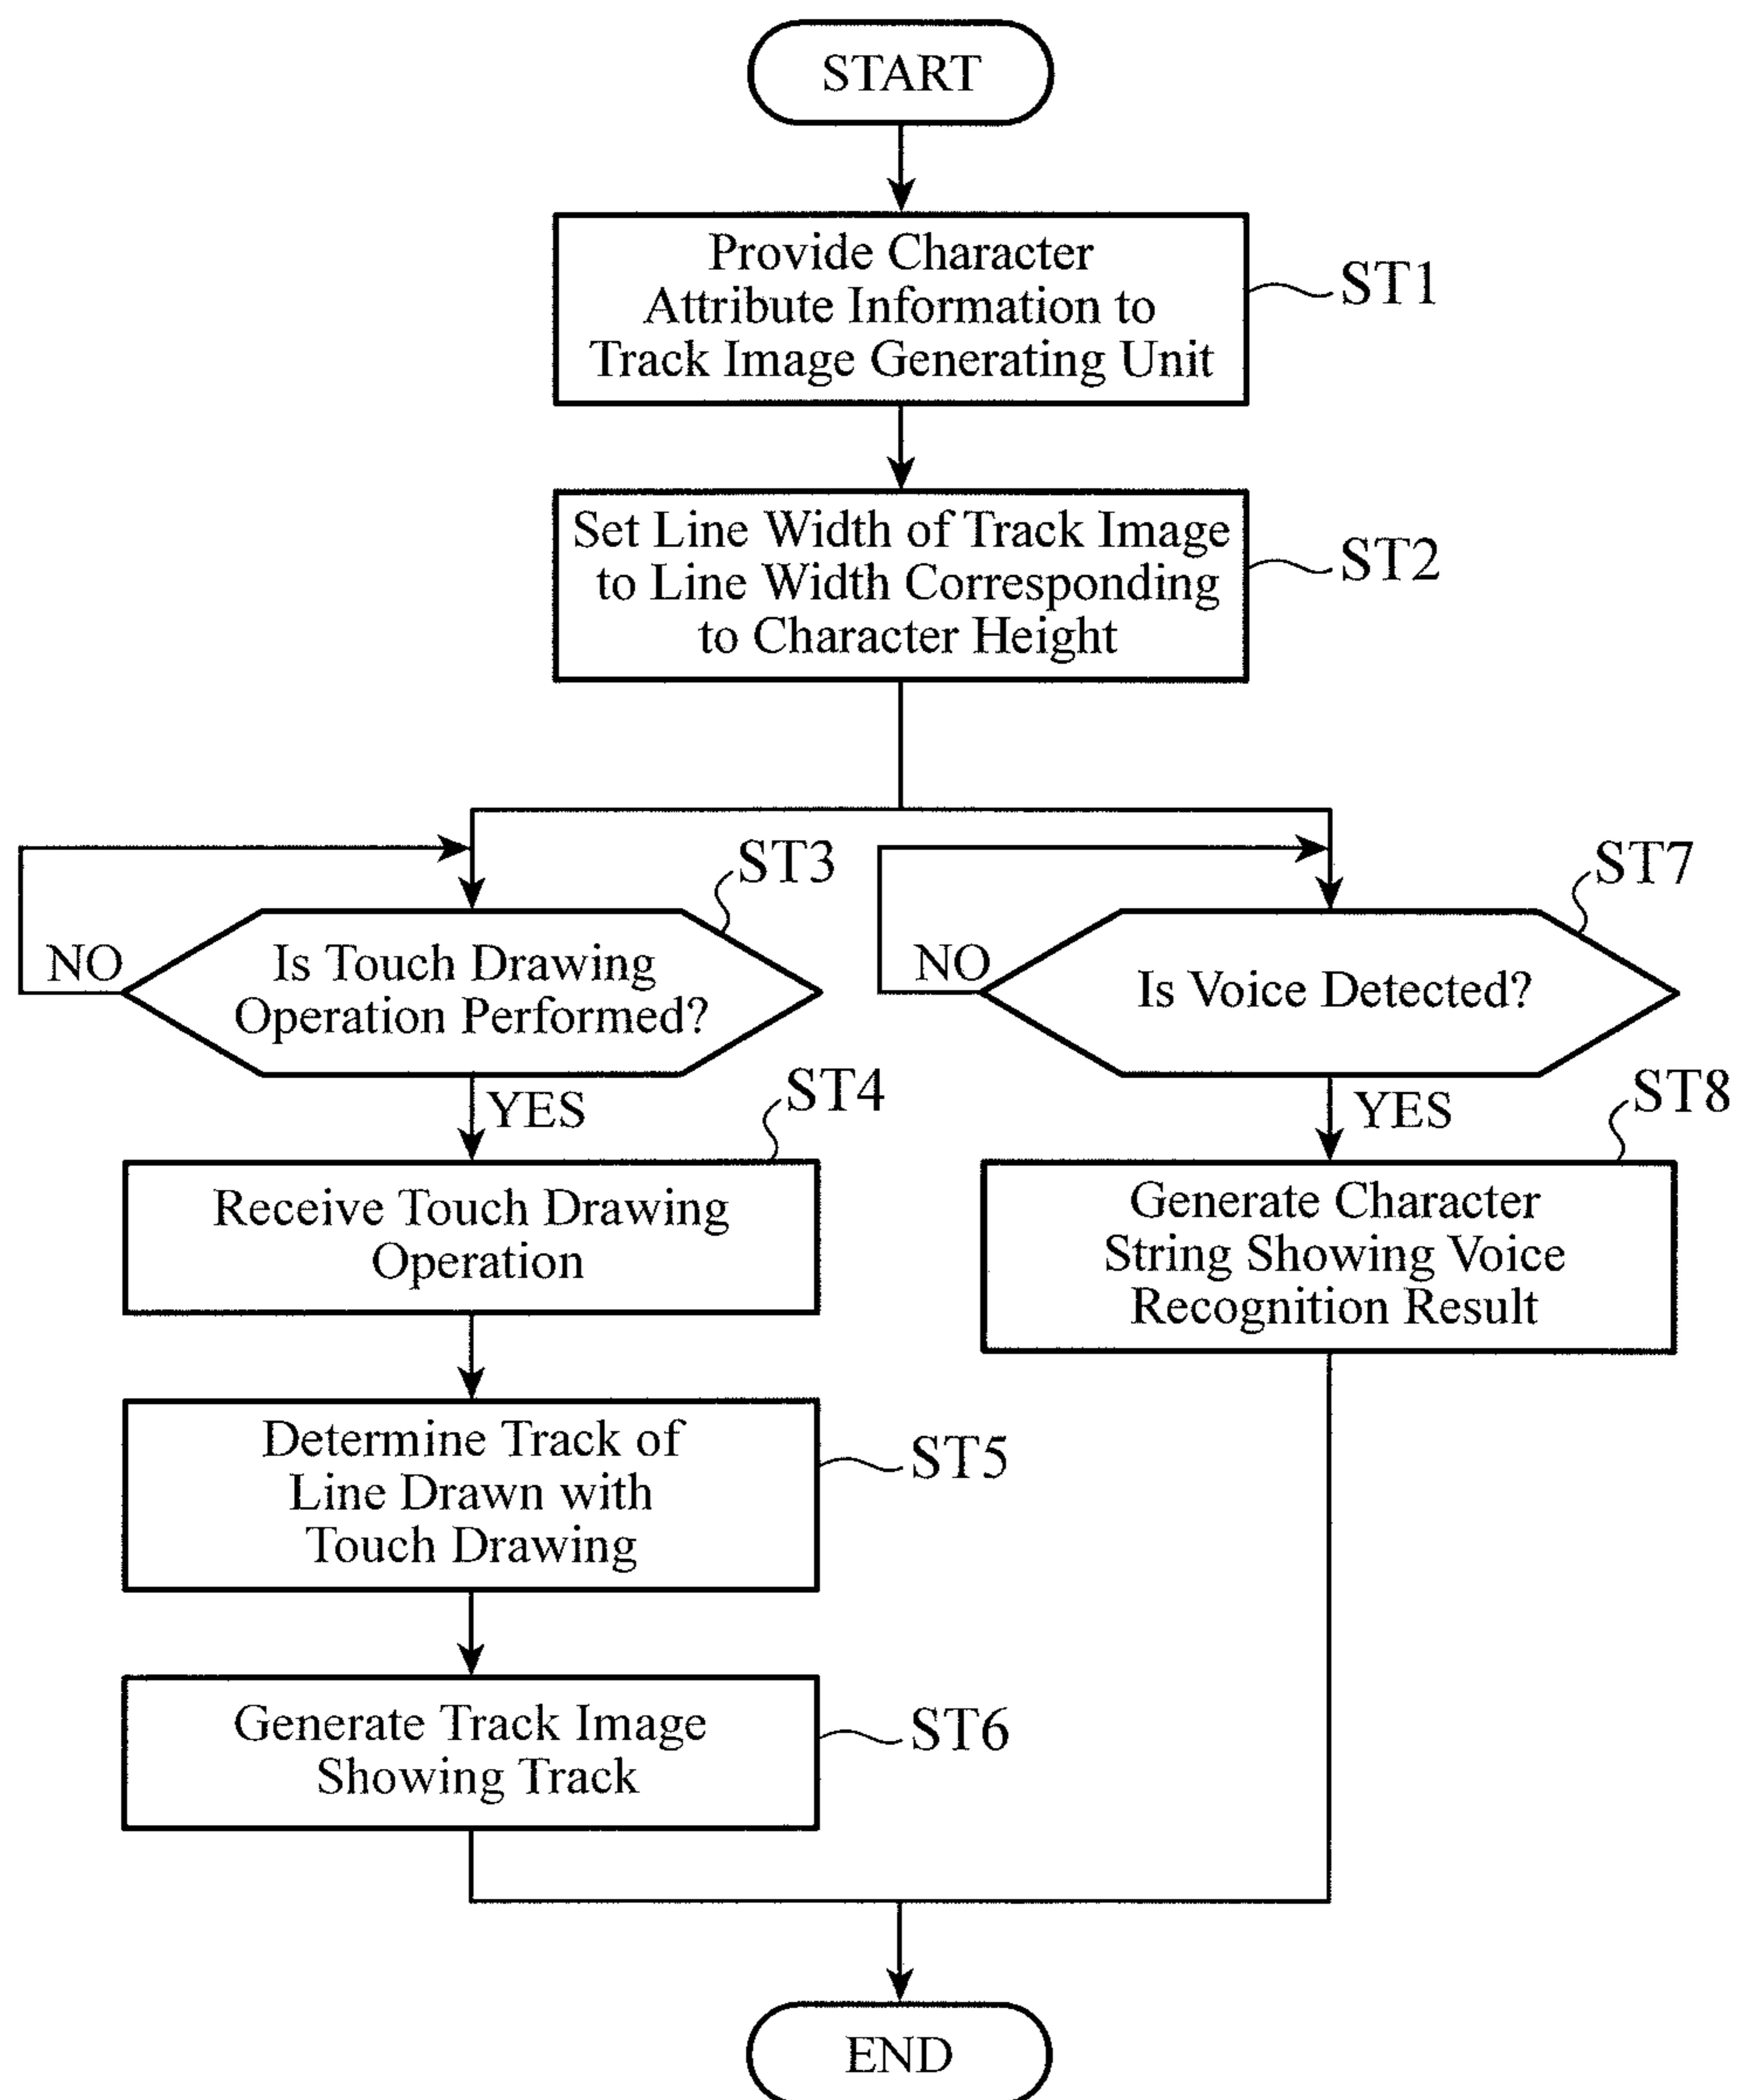 START
Provide Character
Attribute Information to
Track Image Generating Unit
ST1
Set Line Width of Track Image
to Line Width Corresponding
to Character Height
ST2
ST3
NO
Is Touch Drawing
Operation Performed?
YES
ST4
Receive Touch Drawing
Operation
Determine Track of
Line Drawn with
Touch Drawing
ST5
Generate Track Image
Showing Track
ST6
ST7
NO
Is Voice Detected?
YES
ST8
Generate Character
String Showing Voice
Recognition Result
END